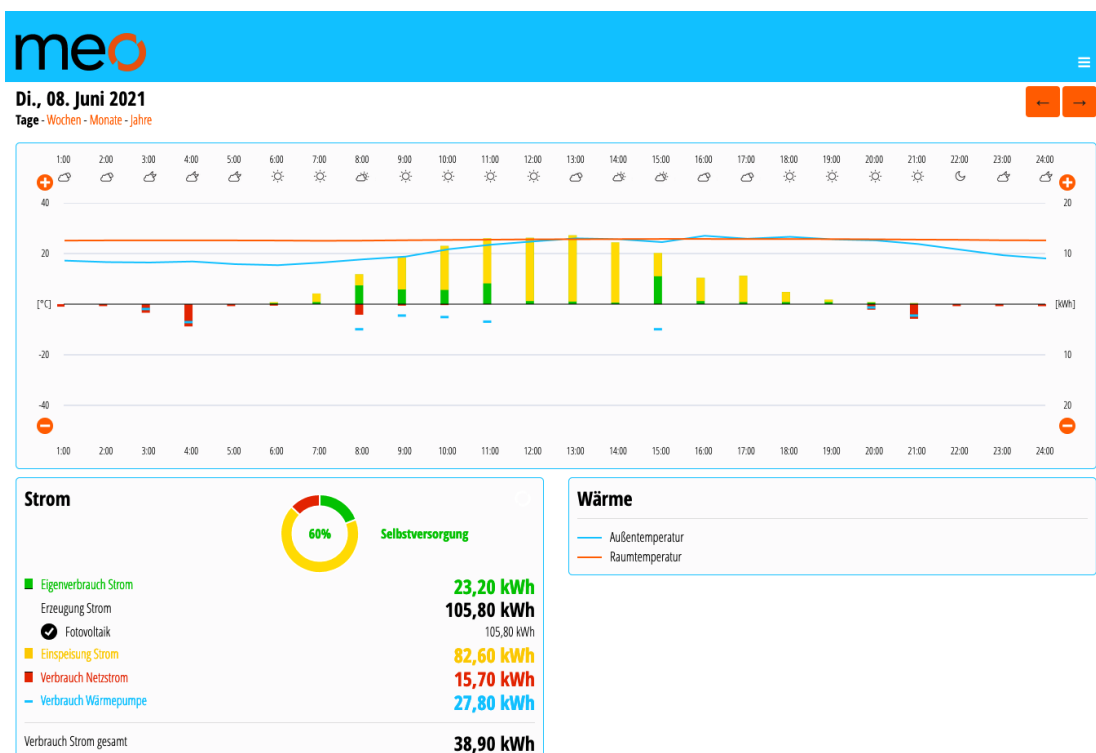 meo
Di., 08. Juni 2021
← →
Tage - Wochen - Monate - Jahre
1:00 2:00 3:00 4:00 5:00 6:00 7:00 8:00 9:00 10:00 11:00 12:00 13:00 14:00 15:00 16:00 17:00 18:00 19:00 20:00 21:00 22:00 23:00 24:00
40 20
20 10
[°C] [kWh]
-20 10
-40 20
1:00 2:00 3:00 4:00 5:00 6:00 7:00 8:00 9:00 10:00 11:00 12:00 13:00 14:00 15:00 16:00 17:00 18:00 19:00 20:00 21:00 22:00 23:00 24:00
Strom
60% Selbstversorgung
Eigenverbrauch Strom 23,20 kWh
Erzeugung Strom 105,80 kWh
Fotovoltaik 105,80 kWh
Einspeisung Strom 82,60 kWh
Verbrauch Netzstrom 15,70 kWh
Verbrauch Wärmepumpe 27,80 kWh
Verbrauch Strom gesamt 38,90 kWh
Wärme
Außentemperatur
Raumtemperatur